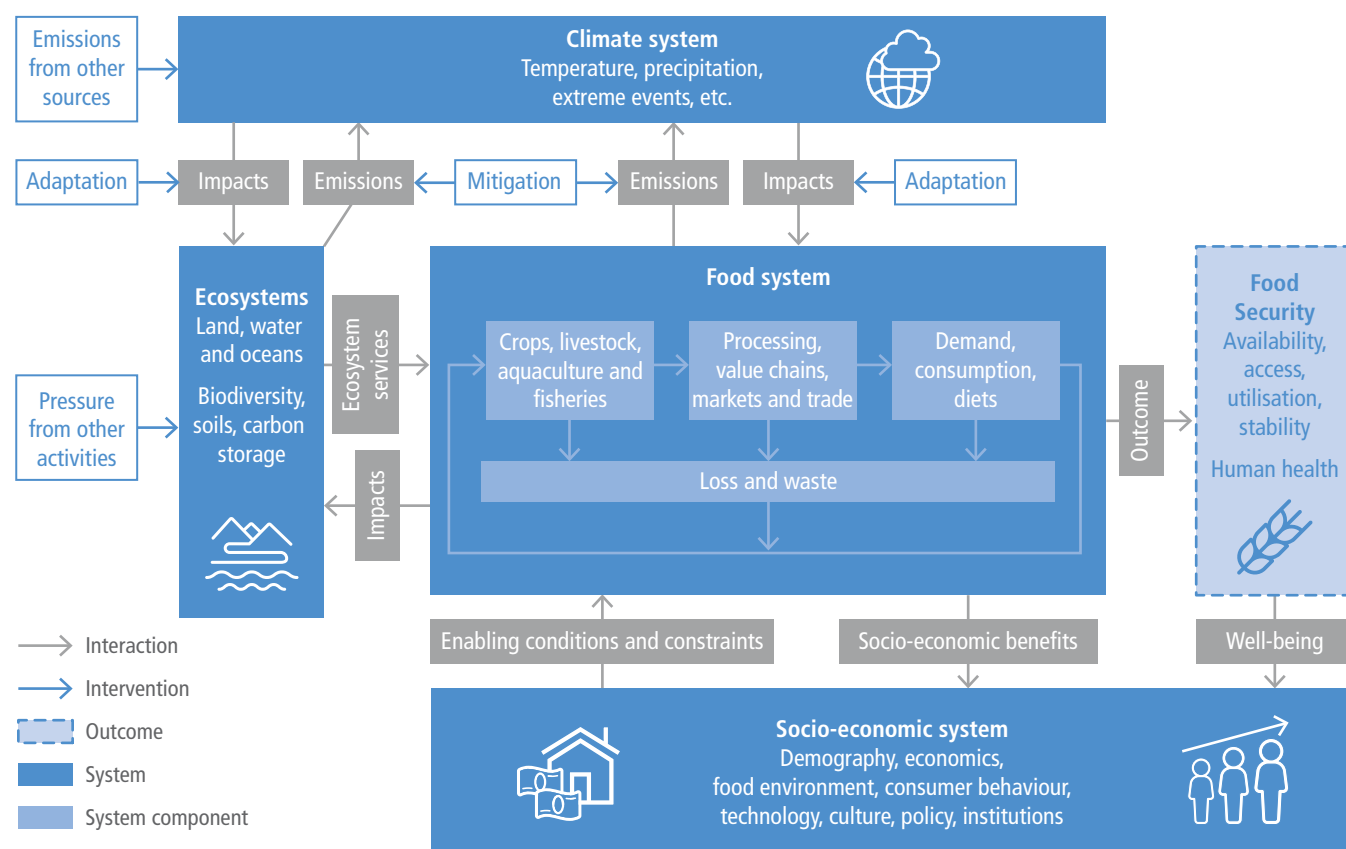 Emissions
from other
sources
Climate system
Temperature, precipitation,
extreme events, etc.
Adaptation
Impacts
Emissions
Mitigation
Emissions
Impacts
Adaptation
Ecosystems
Land, water
and oceans
Biodiversity,
soils, carbon
storage
Pressure
from other
activities
Ecosystem
services
Impacts
Food system
Crops, livestock,
aquaculture and
fisheries
Processing,
value chains,
markets and trade
Demand,
consumption,
diets
Loss and waste
Outcome
Food
Security
Availability,
access,
utilisation,
stability
Human health
Enabling conditions and constraints
Socio-economic benefits
Well-being
Interaction
Intervention
Outcome
System
System component
Socio-economic system
Demography, economics,
food environment, consumer behaviour,
technology, culture, policy, institutions